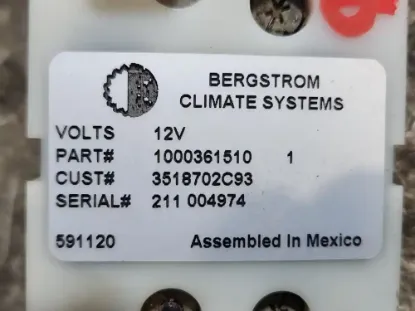 BERGSTROM
CLIMATE SYSTEMS
VOLTS 12V
PART# 1000361510 1
CUST# 3518702C93
SERIAL# 211 004974
591120 Assembled In Mexico